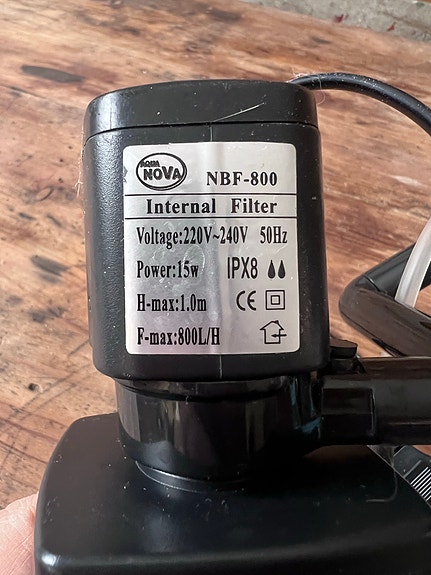 AQUA
NOVA
NBF-800
Internal Filter
Voltage:220V~240V 50Hz
Power:15w IPX8
H-max:1.0m CE
F-max:800L/H